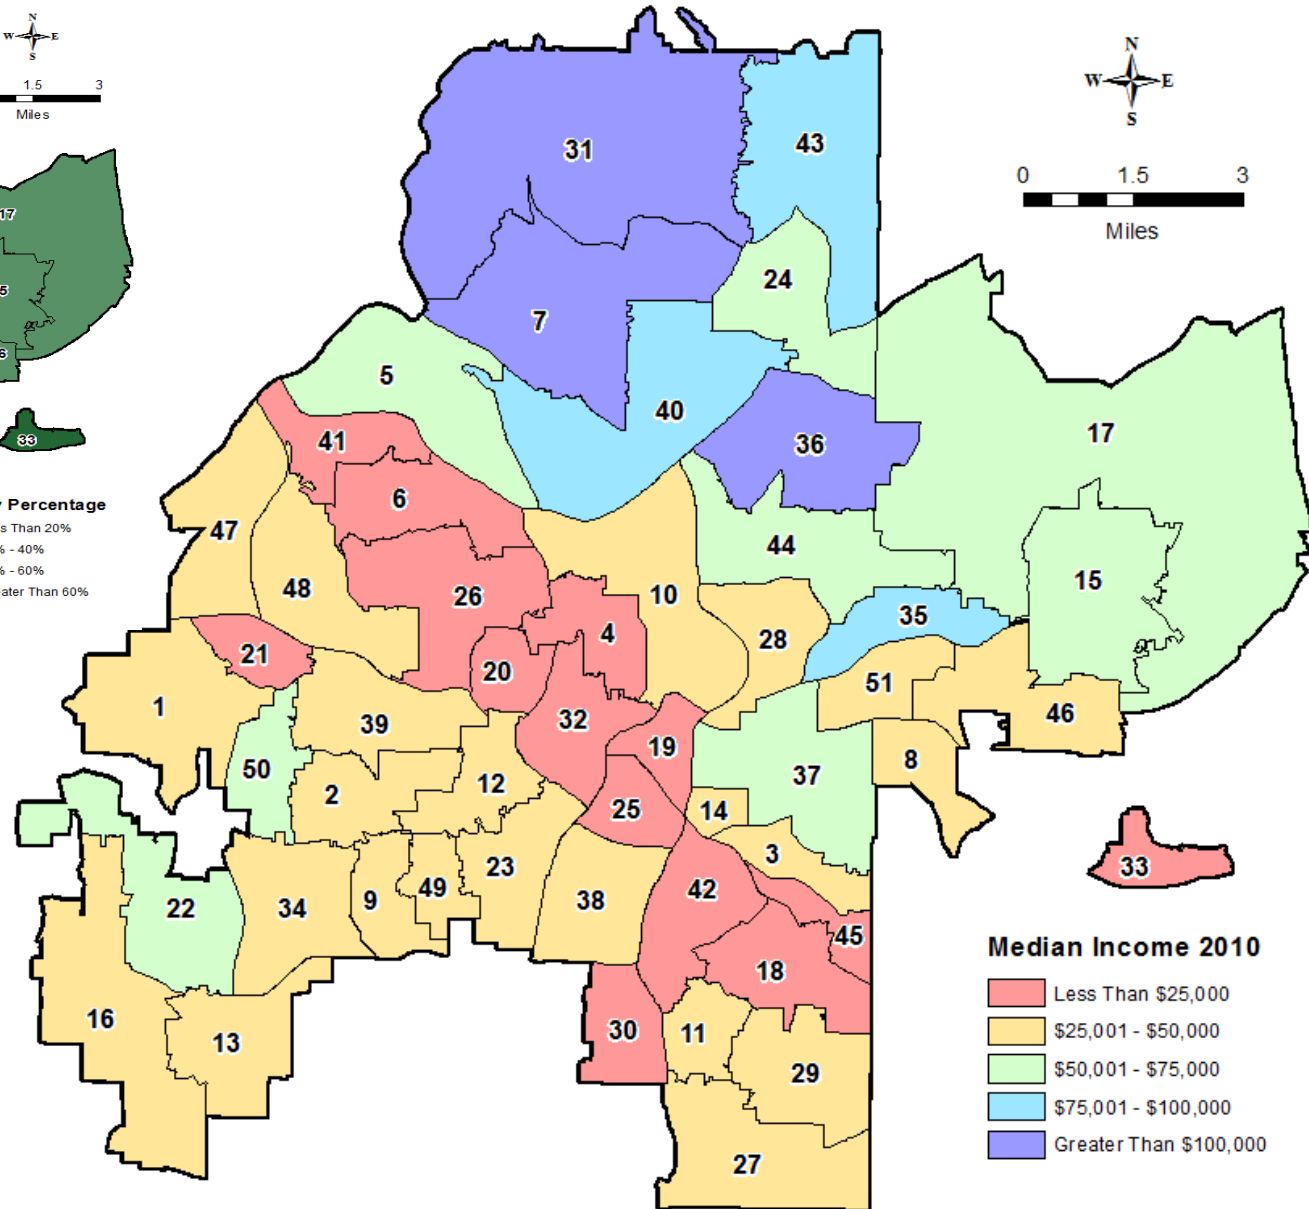 N
W E
S
1.5 3
Miles
17
5
6
33
y Percentage
s Than 20%
% - 40%
% - 60%
eater Than 60%
N
W E
S
0 1.5 3
Miles
31
43
24
7
5
40
17
41
36
6
47
44
48
26
10
15
4
35
28
21
20
51
1
32
46
39
19
50
8
37
2
12
25
14
3
23
33
9
49
42
34
38
22
45
18
16
30
11
13
29
27
Median Income 2010
Less Than $25,000
$25,001 - $50,000
$50,001 - $75,000
$75,001 - $100,000
Greater Than $100,000